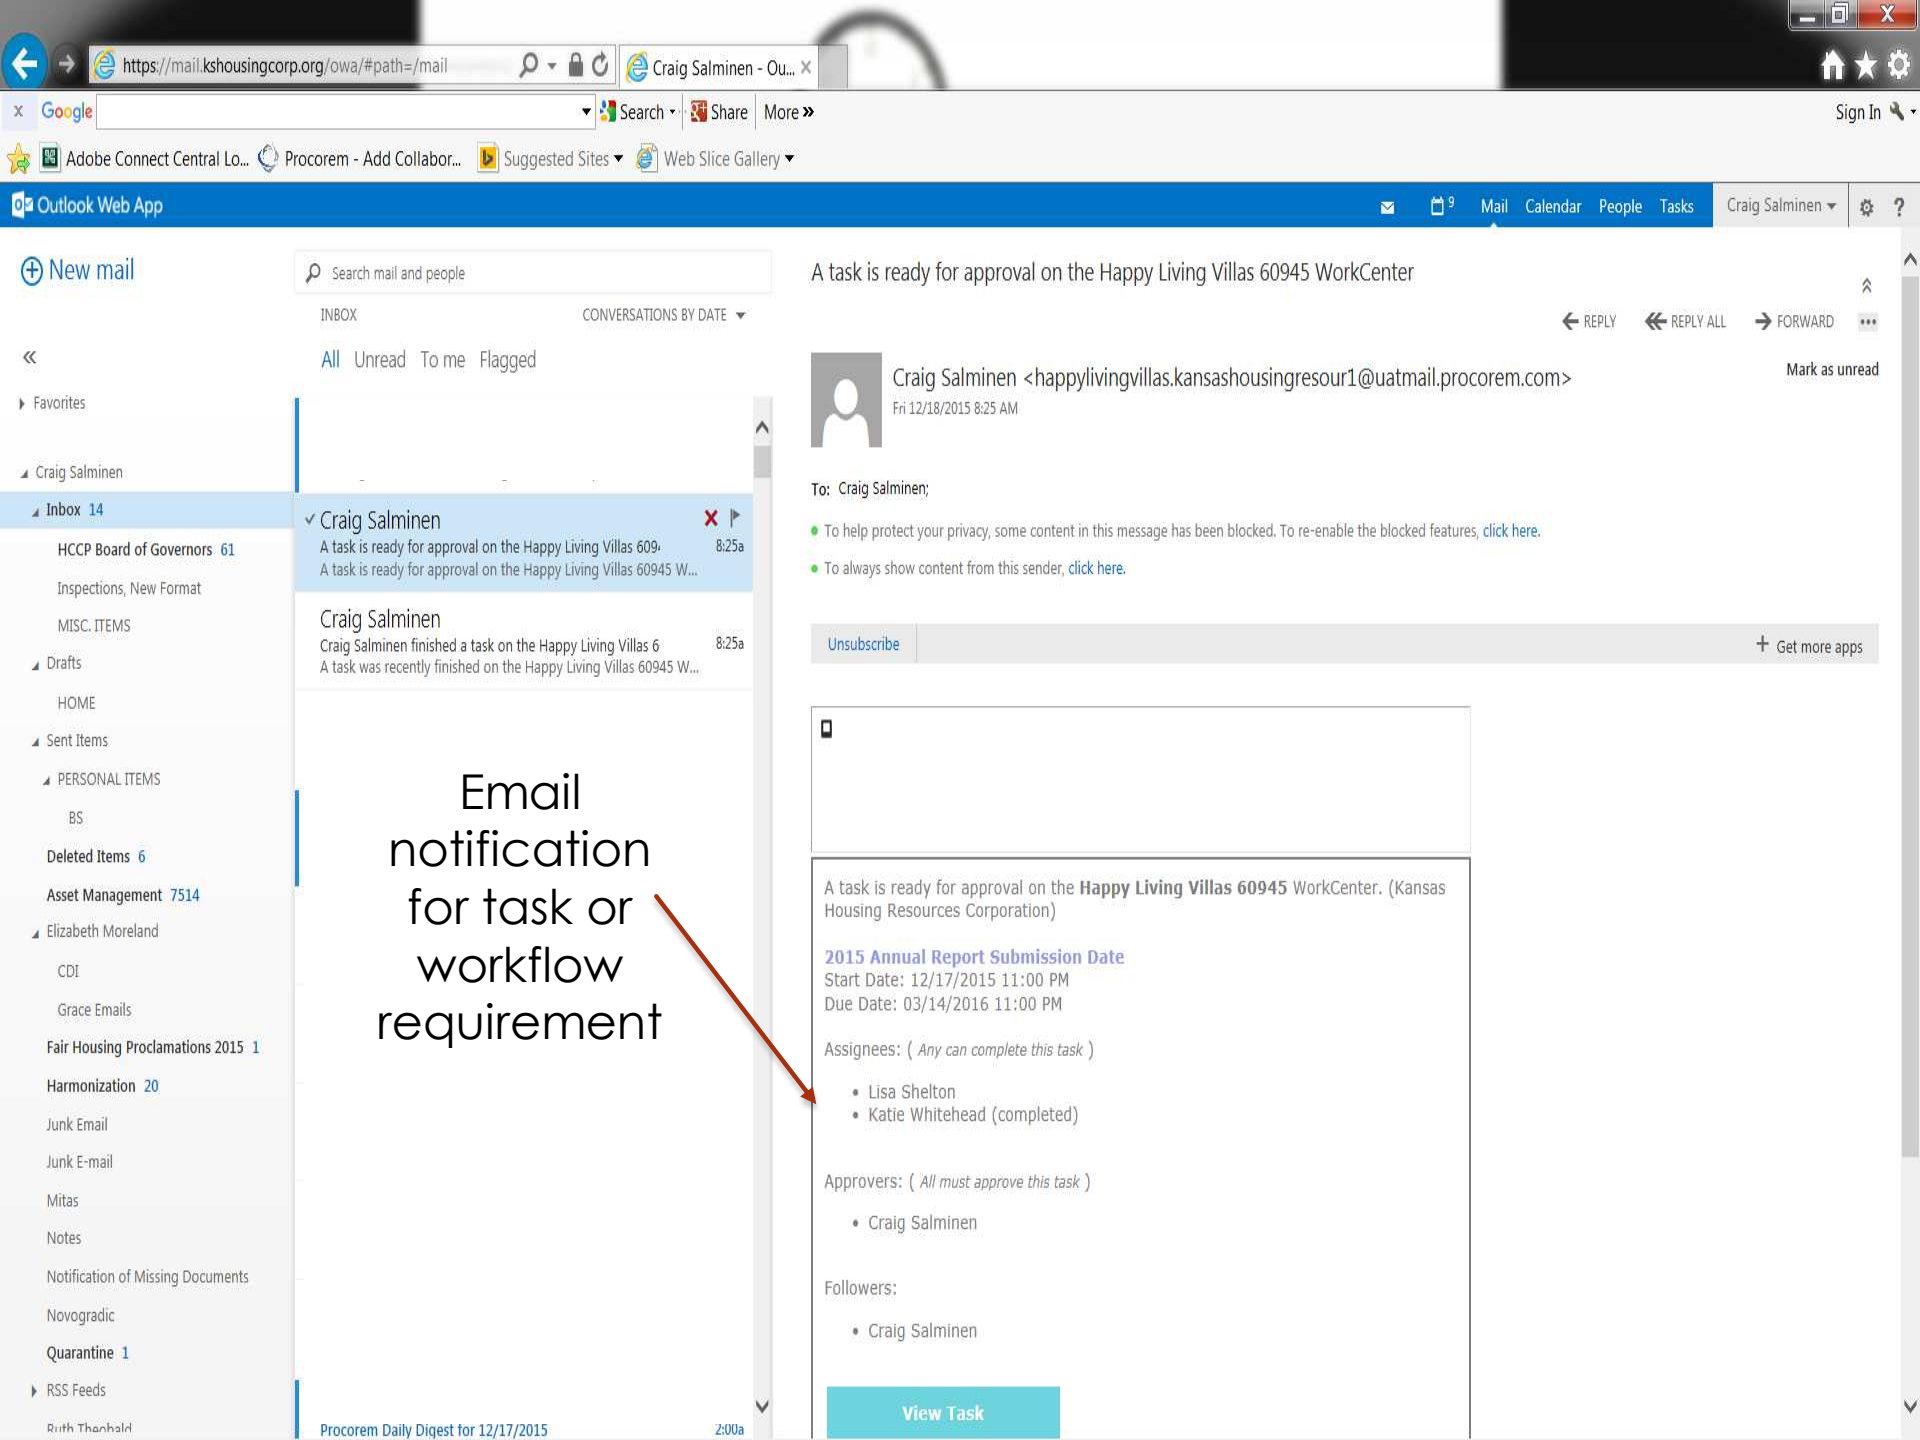 https://mail.kshousingcorp.org/owa/#path=/mail
Craig Salminen - Ou...
x Google
Search
Share
More »
Sign In
Adobe Connect Central Lo...
Procorem - Add Collabor...
Suggested Sites
Web Slice Gallery
Outlook Web App
9
Mail
Calendar
People
Tasks
Craig Salminen
?
New mail
Favorites
Craig Salminen
Inbox 14
HCCP Board of Governors 61
Inspections, New Format
MISC. ITEMS
Drafts
HOME
Sent Items
PERSONAL ITEMS
BS
Deleted Items 6
Asset Management 7514
Elizabeth Moreland
CDI
Grace Emails
Fair Housing Proclamations 2015 1
Harmonization 20
Junk Email
Junk E-mail
Mitas
Notes
Notification of Missing Documents
Novogradic
Quarantine 1
RSS Feeds
Ruth Theobald
Search mail and people
INBOX
CONVERSATIONS BY DATE
All Unread To me Flagged
Craig Salminen
A task is ready for approval on the Happy Living Villas 609
8:25a
A task is ready for approval on the Happy Living Villas 60945 W...
Craig Salminen
Craig Salminen finished a task on the Happy Living Villas 6
8:25a
A task was recently finished on the Happy Living Villas 60945 W...
Email
notification
for task or
workflow
requirement
Procorem Daily Digest for 12/17/2015
2:00a
A task is ready for approval on the Happy Living Villas 60945 WorkCenter
REPLY
REPLY ALL
FORWARD
Craig Salminen <happylivingvillas.kansashousingresour1@uatmail.procorem.com>
Mark as unread
Fri 12/18/2015 8:25 AM
To: Craig Salminen;
To help protect your privacy, some content in this message has been blocked. To re-enable the blocked features, click here.
To always show content from this sender, click here.
Unsubscribe
+ Get more apps
A task is ready for approval on the Happy Living Villas 60945 WorkCenter. (Kansas
Housing Resources Corporation)
2015 Annual Report Submission Date
Start Date: 12/17/2015 11:00 PM
Due Date: 03/14/2016 11:00 PM
Assignees: ( Any can complete this task )
• Lisa Shelton
• Katie Whitehead (completed)
Approvers: ( All must approve this task )
• Craig Salminen
Followers:
• Craig Salminen
View Task